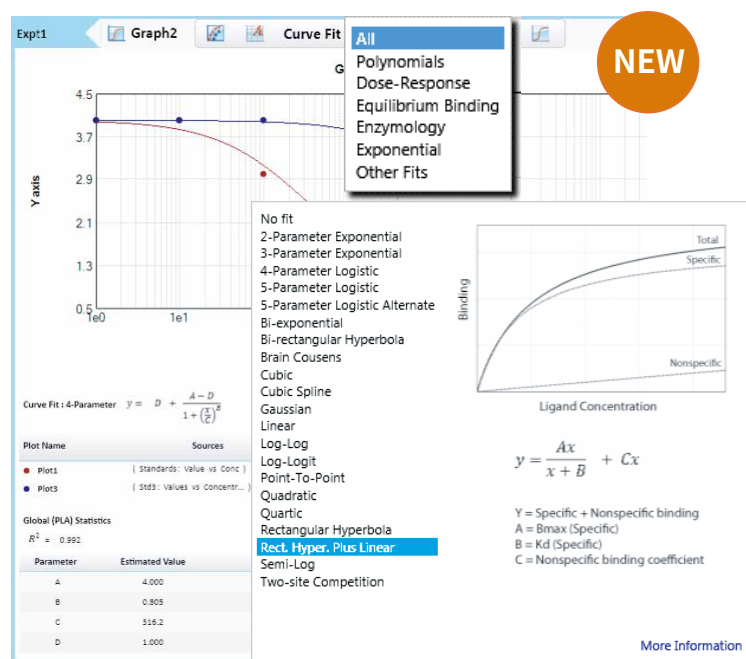 Expt1
Graph2
Curve Fit
All
Polynomials
Dose-Response
Equilibrium Binding
Enzymology
Exponential
Other Fits
NEW
G
4.5
3.7
2.9
2.1
1.3
0.5
Y axis
1e0 1e1
No fit
2-Parameter Exponential
3-Parameter Exponential
4-Parameter Logistic
5-Parameter Logistic
5-Parameter Logistic Alternate
Bi-exponential
Bi-rectangular Hyperbola
Brain Cousens
Cubic
Cubic Spline
Gaussian
Linear
Log-Log
Log-Logit
Point-To-Point
Quadratic
Quartic
Rectangular Hyperbola
Rect. Hyper. Plus Linear
Semi-Log
Two-site Competition
Total
Specific
Nonspecific
Binding
Ligand Concentration
y = Ax / (x + B) + Cx
Y = Specific + Nonspecific binding
A = Bmax (Specific)
B = Kd (Specific)
C = Nonspecific binding coefficient
More Information
Curve Fit : 4-Parameter y = D + (A − D) / (1 + (x/C)^B)
Plot Name Sources
Plot1 ( Standards: Value vs Conc )
Plot3 ( Std3: Values vs Concentr... )
Global (PLA) Statistics
R² = 0.992
Parameter Estimated Value
A 4.000
B 0.805
C 316.2
D 1.000